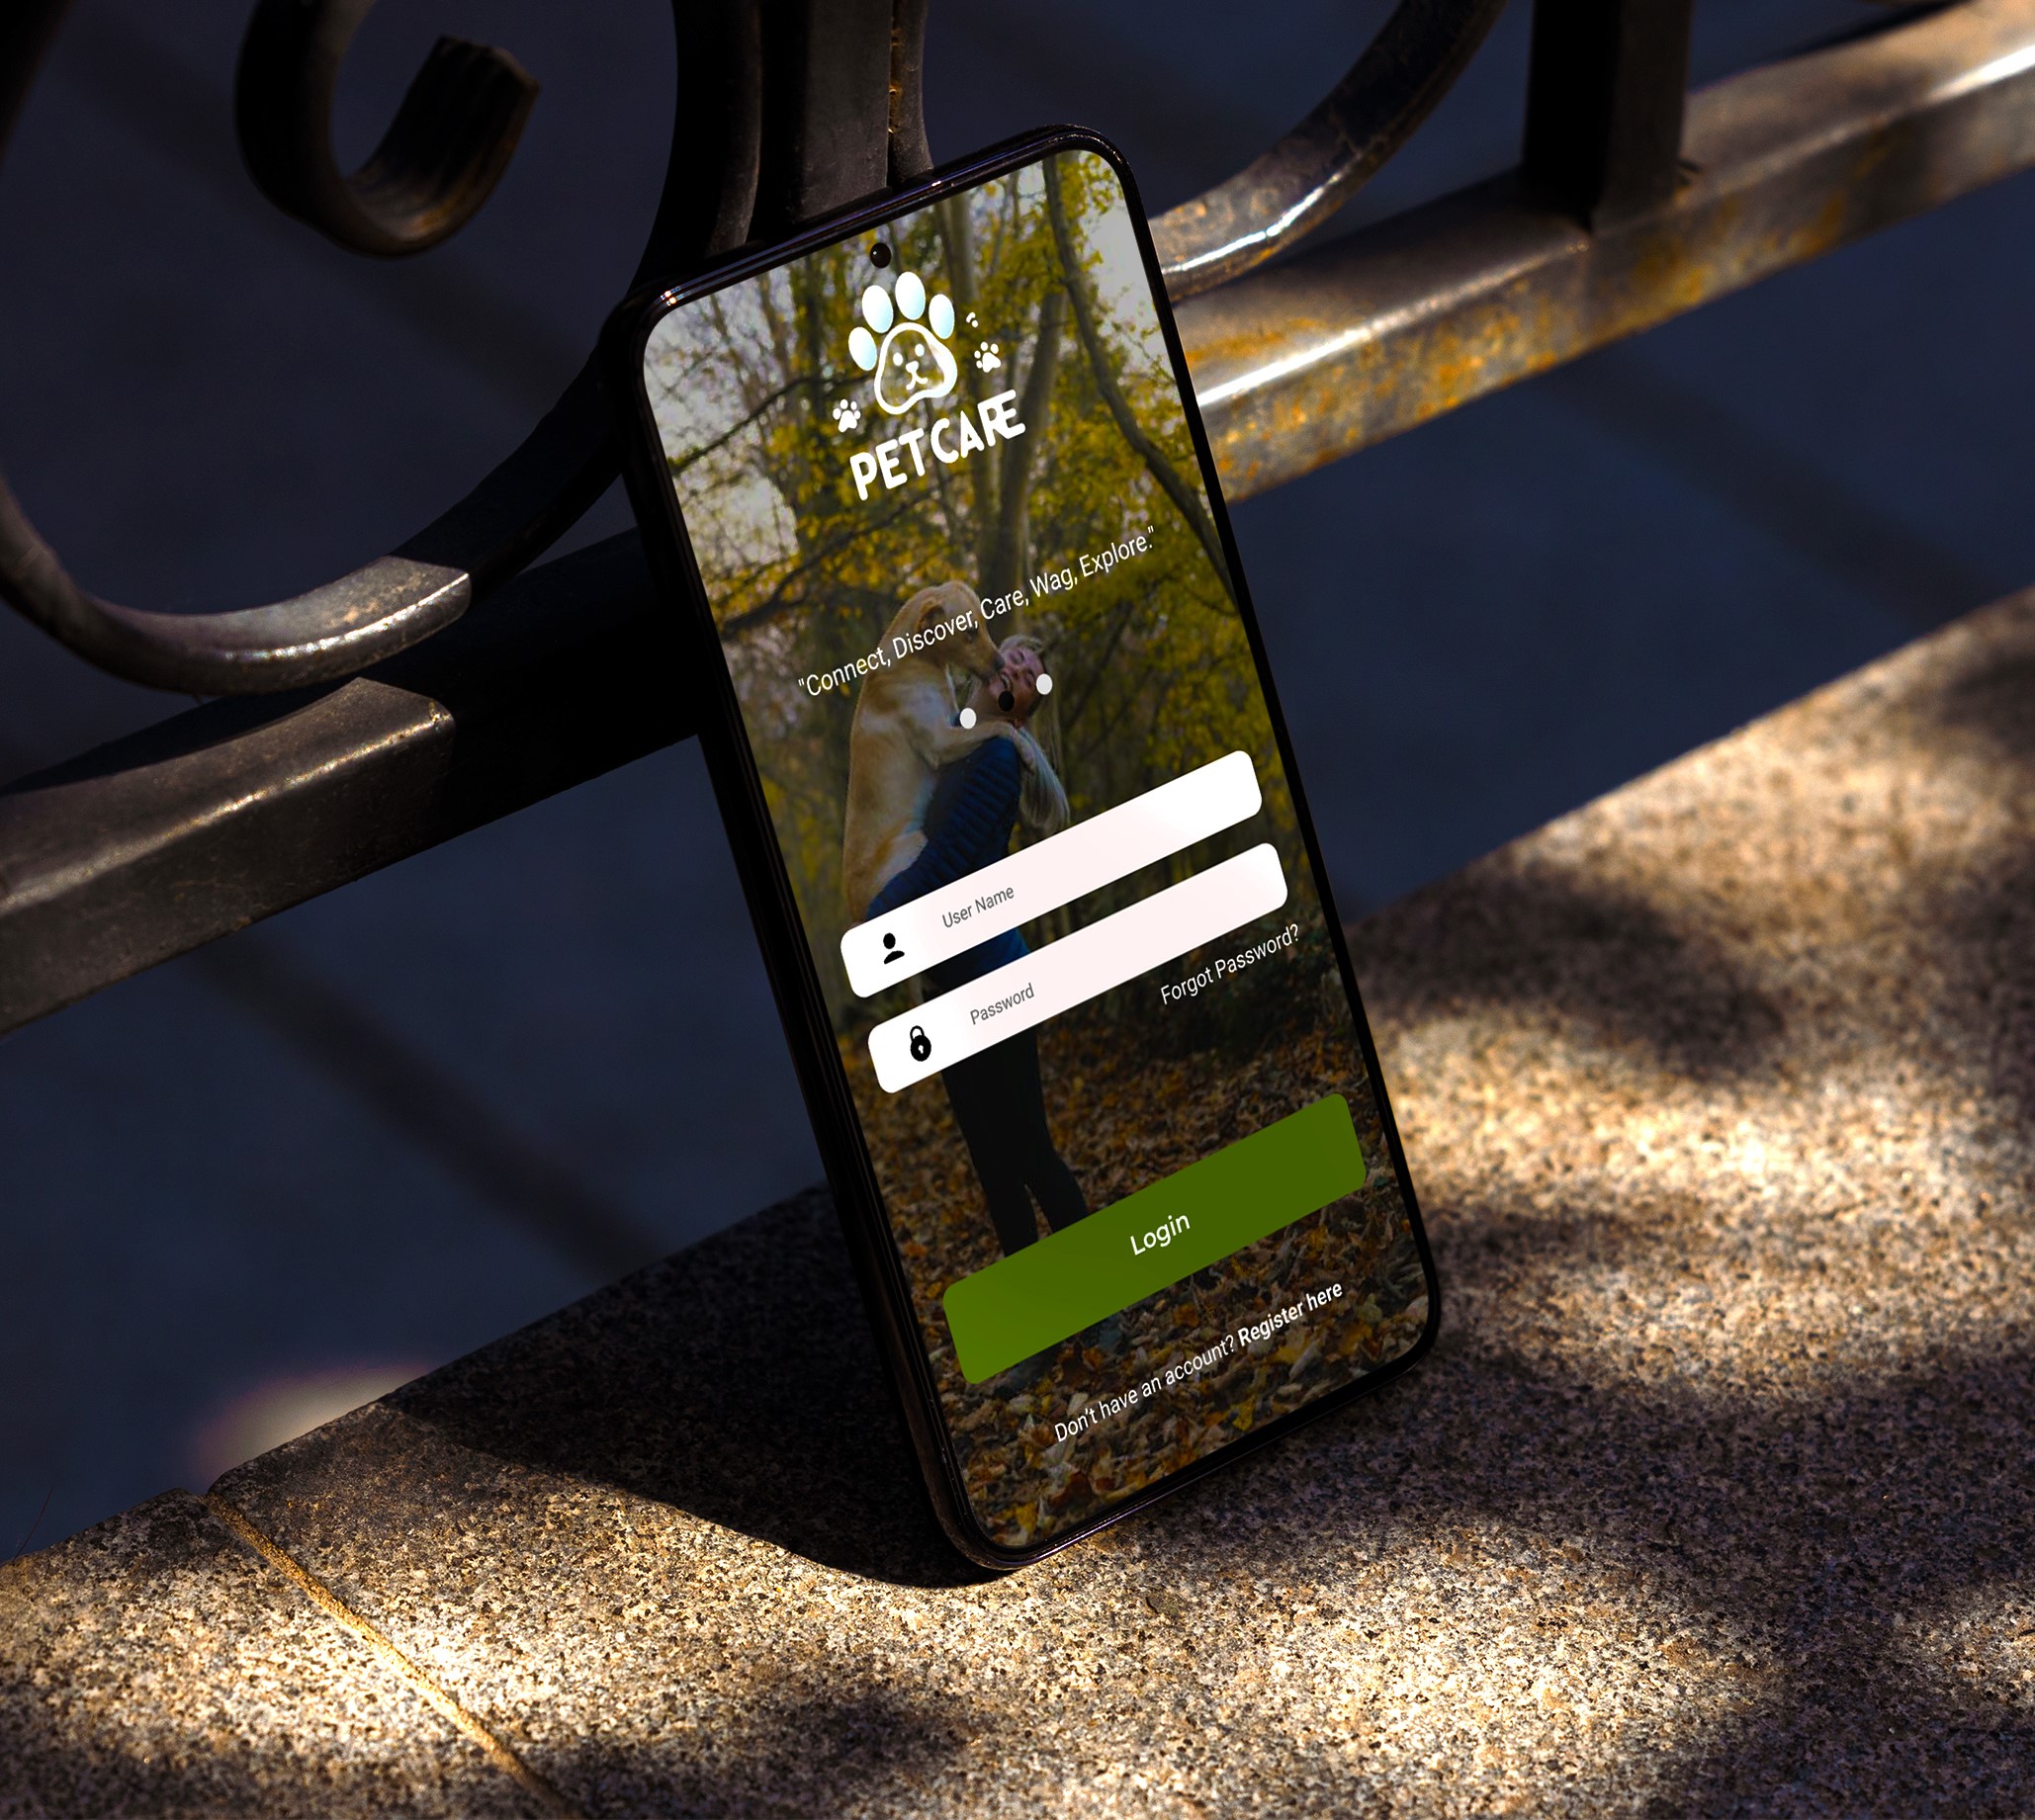 PETCARE
"Connect, Discover, Care, Wag, Explore."
User Name
Password
Forgot Password?
Login
Don't have an account? Register here